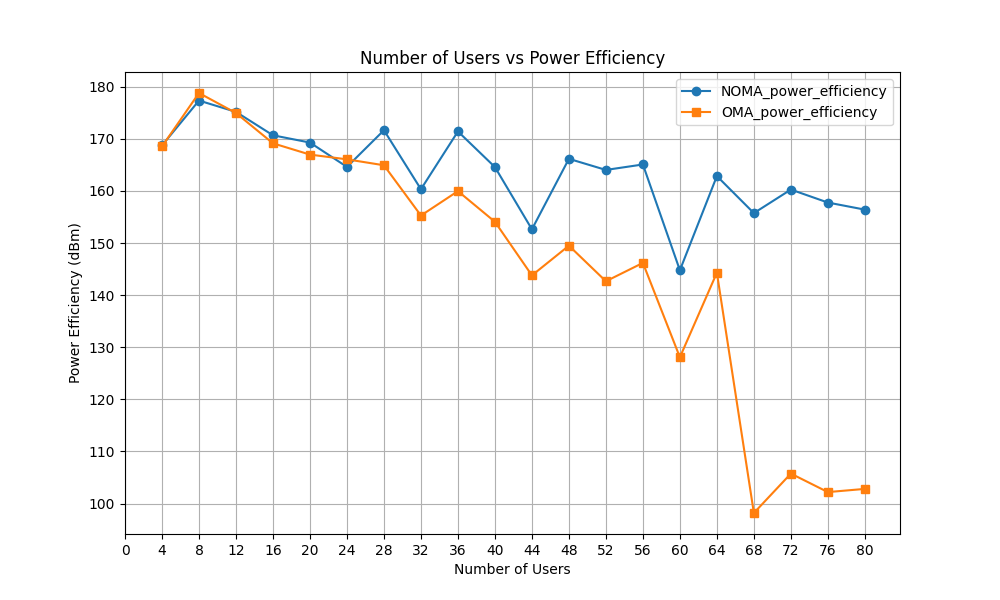 Number of Users vs Power Efficiency
NOMA_power_efficiency
OMA_power_efficiency
Power Efficiency (dBm)
180
170
160
150
140
130
120
110
100
0 4 8 12 16 20 24 28 32 36 40 44 48 52 56 60 64 68 72 76 80
Number of Users